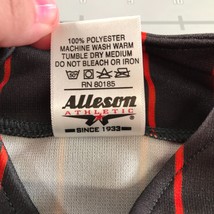 100% POLYESTER
MACHINE WASH WARM
TUMBLE DRY MEDIUM
DO NOT BLEACH OR IRON
RN 80185
Alleson
ATHLETIC
SINCE 1933